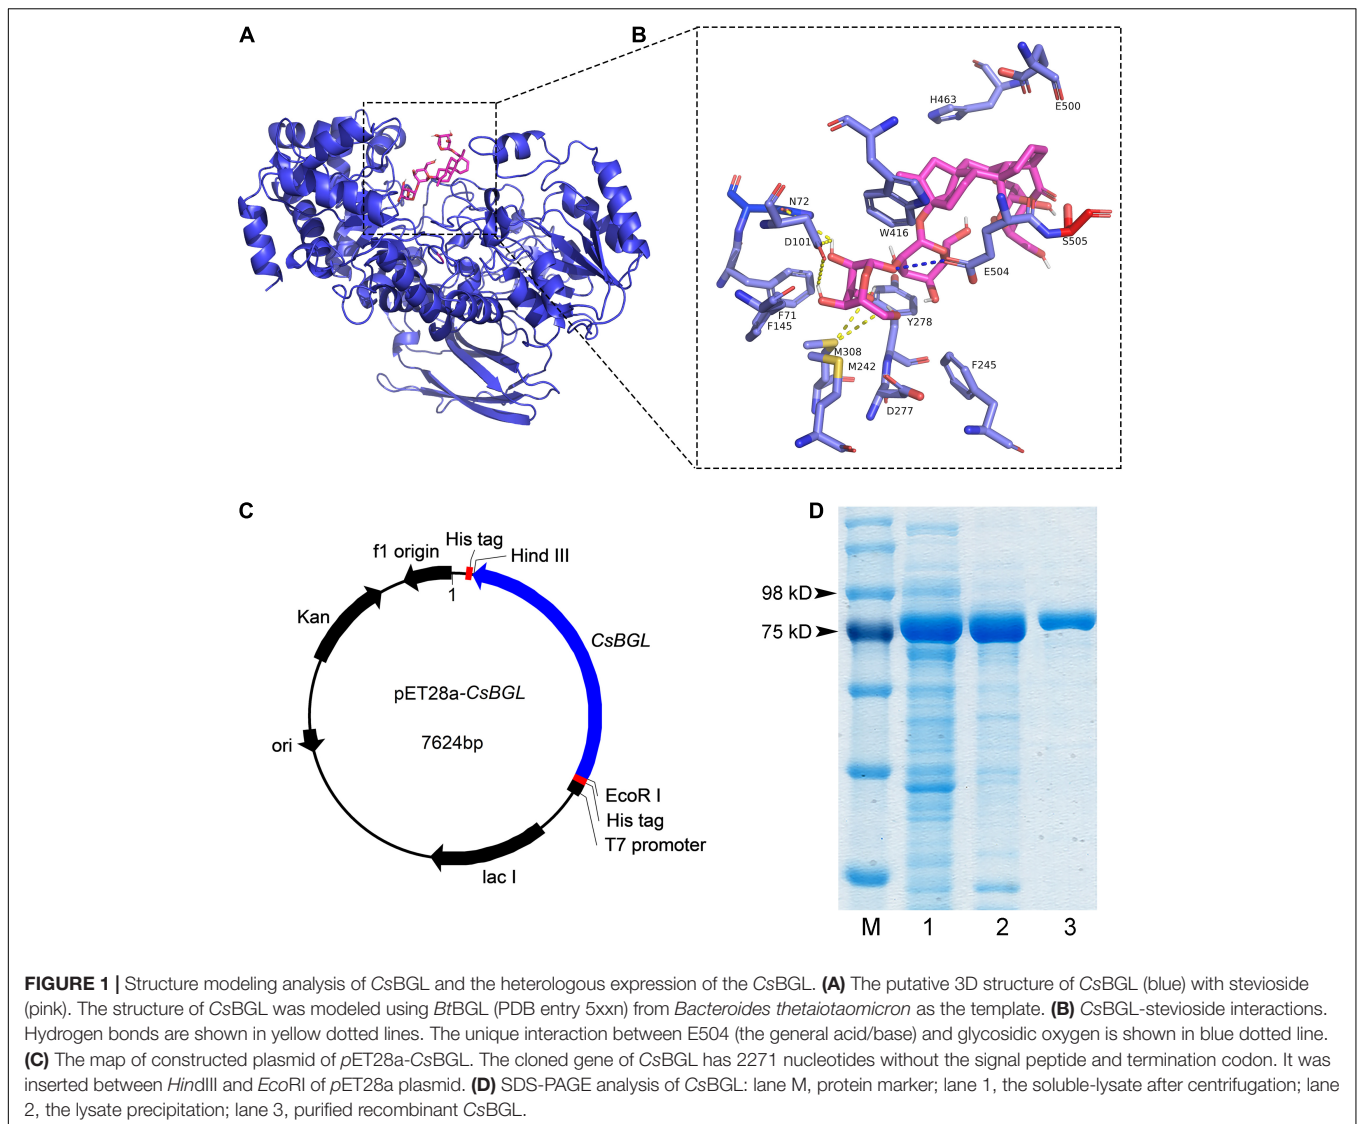 A
B
H463
E500
N72
W416
D101
S505
E504
F71
F145
Y278
M308
M242
F245
D277
C
His tag
f1 origin
Hind III
1
Kan
CsBGL
pET28a-CsBGL
7624bp
ori
EcoR I
His tag
T7 promoter
lac I
D
98 kD
75 kD
M 1 2 3
FIGURE 1 | Structure modeling analysis of CsBGL and the heterologous expression of the CsBGL. (A) The putative 3D structure of CsBGL (blue) with stevioside
(pink). The structure of CsBGL was modeled using BtBGL (PDB entry 5xxn) from Bacteroides thetaiotaomicron as the template. (B) CsBGL-stevioside interactions.
Hydrogen bonds are shown in yellow dotted lines. The unique interaction between E504 (the general acid/base) and glycosidic oxygen is shown in blue dotted line.
(C) The map of constructed plasmid of pET28a-CsBGL. The cloned gene of CsBGL has 2271 nucleotides without the signal peptide and termination codon. It was
inserted between HindIII and EcoRI of pET28a plasmid. (D) SDS-PAGE analysis of CsBGL: lane M, protein marker; lane 1, the soluble-lysate after centrifugation; lane
2, the lysate precipitation; lane 3, purified recombinant CsBGL.